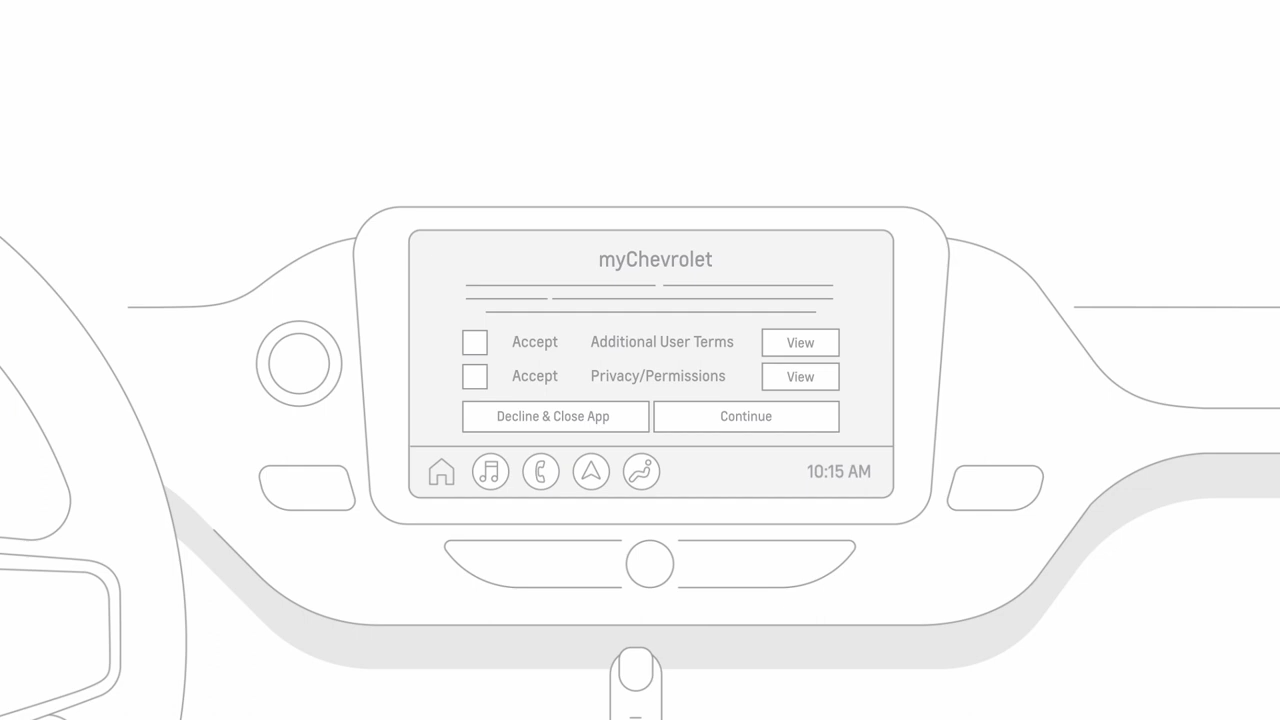 myChevrolet
Accept Additional User Terms View
Accept Privacy/Permissions View
Decline & Close App Continue
10:15 AM